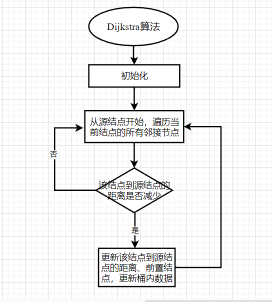 Dijkstra算法
初始化
从源结点开始，遍历当
前结点的所有邻接节点
否
该结点到源结点的
距离是否减少
是
更新该结点到源结
点的距离、前置结
点，更新桶内数据